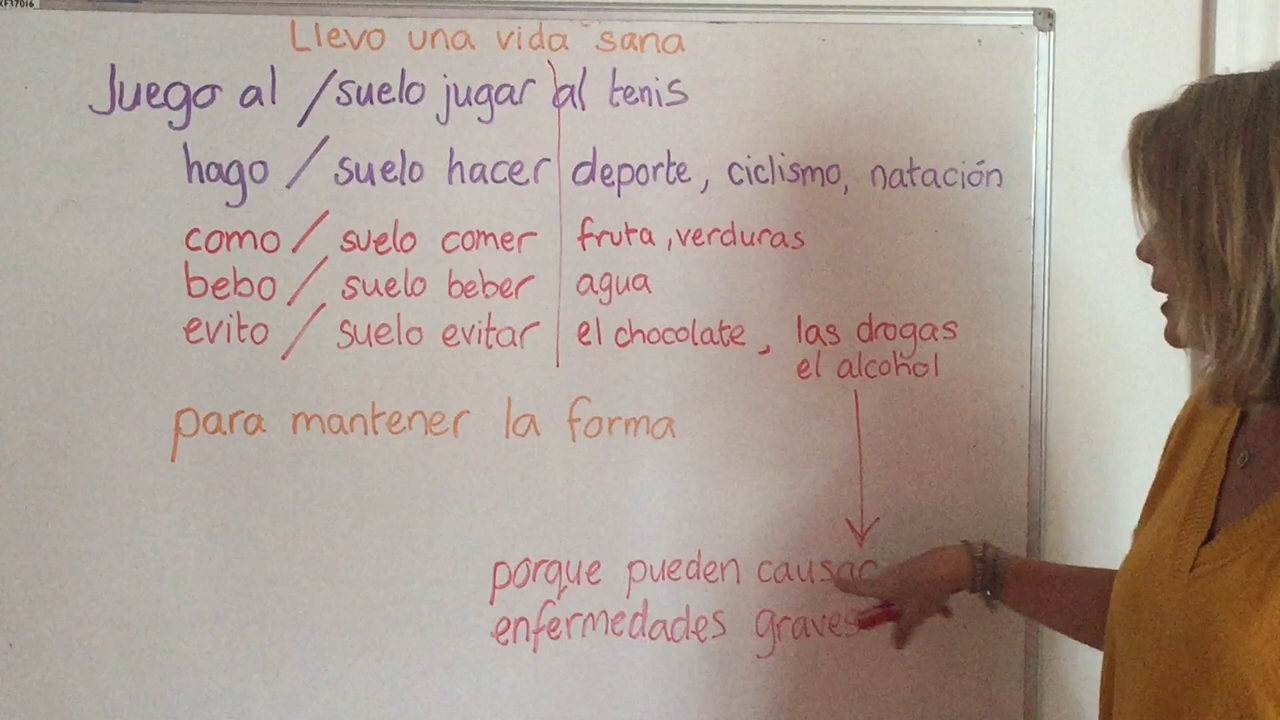 Llevo una vida sana
Juego al / suelo jugar al tenis
hago / suelo hacer deporte, ciclismo, natación
como / suelo comer fruta, verduras
bebo / suelo beber agua
evito / suelo evitar el chocolate, las drogas
el alcohol
para mantener la forma
porque pueden causar
enfermedades graves